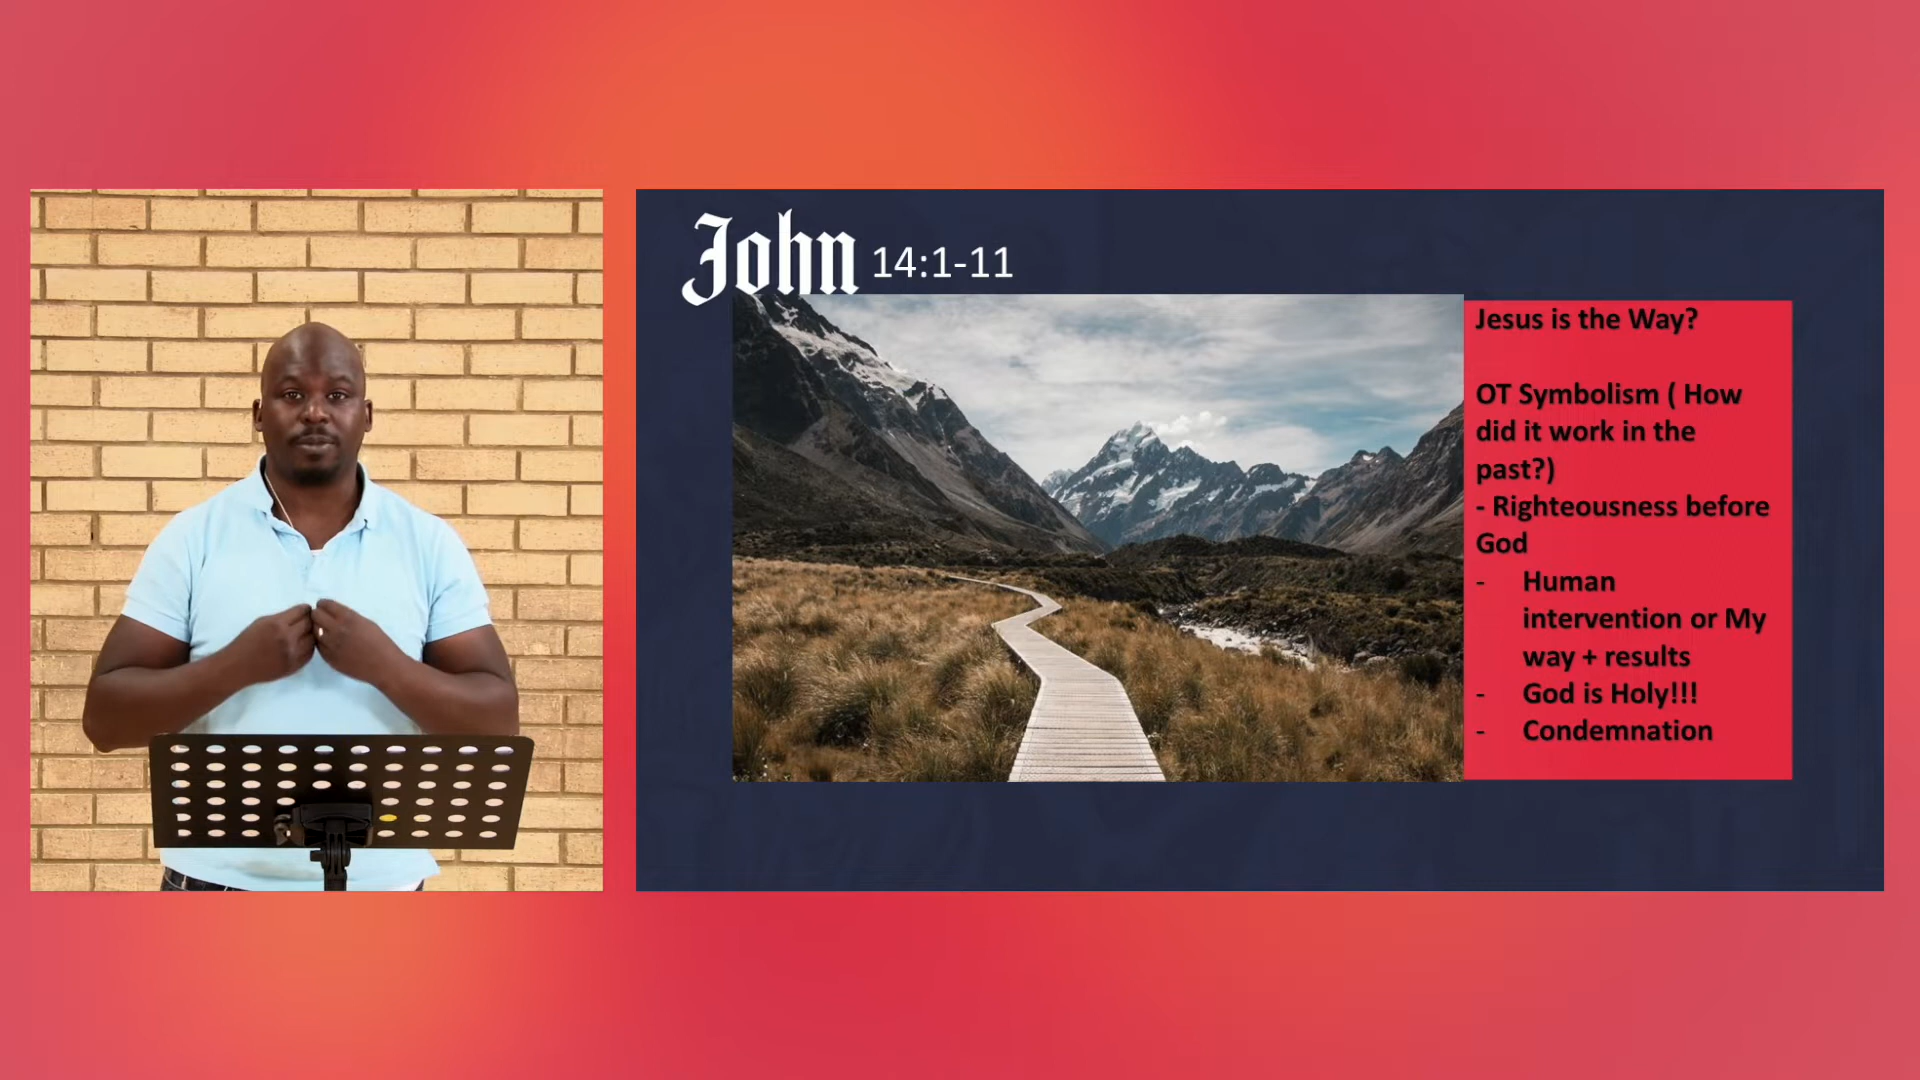 John 14:1-11
Jesus is the Way?
OT Symbolism ( How
did it work in the
past?)
- Righteousness before
God
- Human
intervention or My
way + results
- God is Holy!!!
- Condemnation